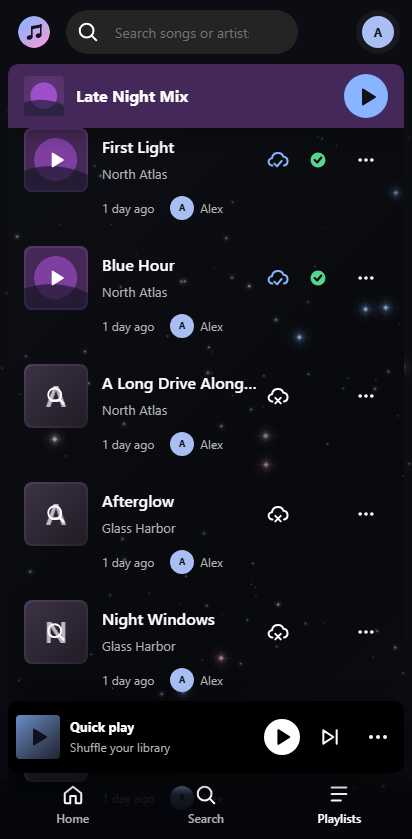 Search songs or artist
A
Late Night Mix
First Light
North Atlas
1 day ago A Alex
Blue Hour
North Atlas
1 day ago A Alex
A
A Long Drive Along...
North Atlas
1 day ago A Alex
A
Afterglow
Glass Harbor
1 day ago A Alex
N
Night Windows
Glass Harbor
1 day ago A Alex
Quick play
Shuffle your library
1 day ago A Alex
Home
Search
Playlists